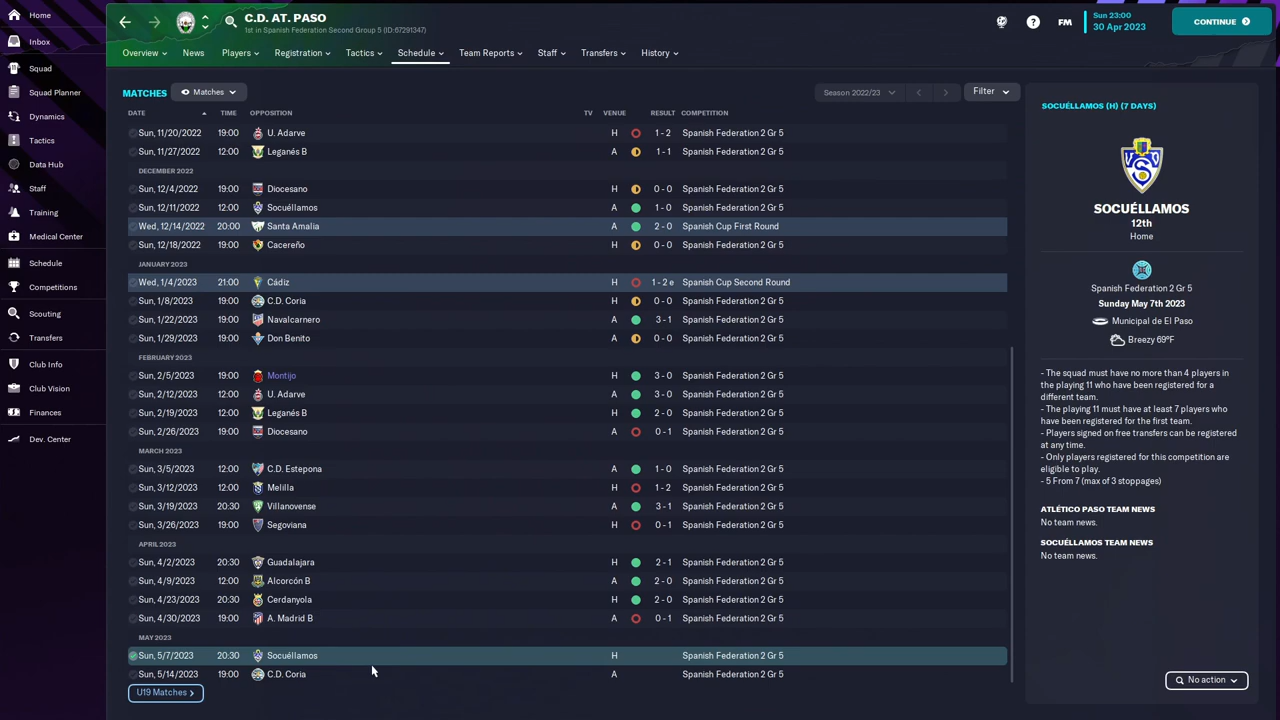 Home
Inbox
Squad
Squad Planner
Dynamics
Tactics
Data Hub
Staff
Training
Medical Center
Schedule
Competitions
Scouting
Transfers
Club Info
Club Vision
Finances
Dev. Center
C.D. AT. PASO
1st in Spanish Federation Second Group 5 (ID:67291347)
FM
Sun 23:00
30 Apr 2023
CONTINUE
Overview
News
Players
Registration
Tactics
Schedule
Team Reports
Staff
Transfers
History
MATCHES
Matches
Season 2022/23
Filter
DATE TIME OPPOSITION TV VENUE RESULT COMPETITION
Sun, 11/20/2022 19:00 U. Adarve H 1 - 2 Spanish Federation 2 Gr 5
Sun, 11/27/2022 12:00 Leganés B A 1 - 1 Spanish Federation 2 Gr 5
DECEMBER 2022
Sun, 12/4/2022 19:00 Diocesano H 0 - 0 Spanish Federation 2 Gr 5
Sun, 12/11/2022 12:00 Socuéllamos A 1 - 0 Spanish Federation 2 Gr 5
Wed, 12/14/2022 20:00 Santa Amalia A 2 - 0 Spanish Cup First Round
Sun, 12/18/2022 19:00 Cacereño H 0 - 0 Spanish Federation 2 Gr 5
JANUARY 2023
Wed, 1/4/2023 21:00 Cádiz H 1 - 2 e Spanish Cup Second Round
Sun, 1/8/2023 19:00 C.D. Coria H 0 - 0 Spanish Federation 2 Gr 5
Sun, 1/22/2023 19:00 Navalcarnero A 3 - 1 Spanish Federation 2 Gr 5
Sun, 1/29/2023 19:00 Don Benito A 0 - 0 Spanish Federation 2 Gr 5
FEBRUARY 2023
Sun, 2/5/2023 19:00 Montijo H 3 - 0 Spanish Federation 2 Gr 5
Sun, 2/12/2023 12:00 U. Adarve A 3 - 0 Spanish Federation 2 Gr 5
Sun, 2/19/2023 12:00 Leganés B H 2 - 0 Spanish Federation 2 Gr 5
Sun, 2/26/2023 19:00 Diocesano A 0 - 1 Spanish Federation 2 Gr 5
MARCH 2023
Sun, 3/5/2023 12:00 C.D. Estepona A 1 - 0 Spanish Federation 2 Gr 5
Sun, 3/12/2023 12:00 Melilla H 1 - 2 Spanish Federation 2 Gr 5
Sun, 3/19/2023 20:30 Villanovense A 3 - 1 Spanish Federation 2 Gr 5
Sun, 3/26/2023 19:00 Segoviana H 0 - 1 Spanish Federation 2 Gr 5
APRIL 2023
Sun, 4/2/2023 20:30 Guadalajara H 2 - 1 Spanish Federation 2 Gr 5
Sun, 4/9/2023 12:00 Alcorcón B A 2 - 0 Spanish Federation 2 Gr 5
Sun, 4/23/2023 20:30 Cerdanyola H 2 - 0 Spanish Federation 2 Gr 5
Sun, 4/30/2023 19:00 A. Madrid B A 0 - 1 Spanish Federation 2 Gr 5
MAY 2023
Sun, 5/7/2023 20:30 Socuéllamos H Spanish Federation 2 Gr 5
Sun, 5/14/2023 19:00 C.D. Coria A Spanish Federation 2 Gr 5
U19 Matches
SOCUÉLLAMOS (H) (7 DAYS)
SOCUÉLLAMOS
12th
Home
Spanish Federation 2 Gr 5
Sunday May 7th 2023
Municipal de El Paso
Breezy 69°F
- The squad must have no more than 4 players in
the playing 11 who have been registered for a
different team.
- The playing 11 must have at least 7 players who
have been registered for the first team.
- Players signed on free transfers can be registered
at any time.
- Only players registered for this competition are
eligible to play.
- 5 From 7 (max of 3 stoppages)
ATLÉTICO PASO TEAM NEWS
No team news.
SOCUÉLLAMOS TEAM NEWS
No team news.
No action